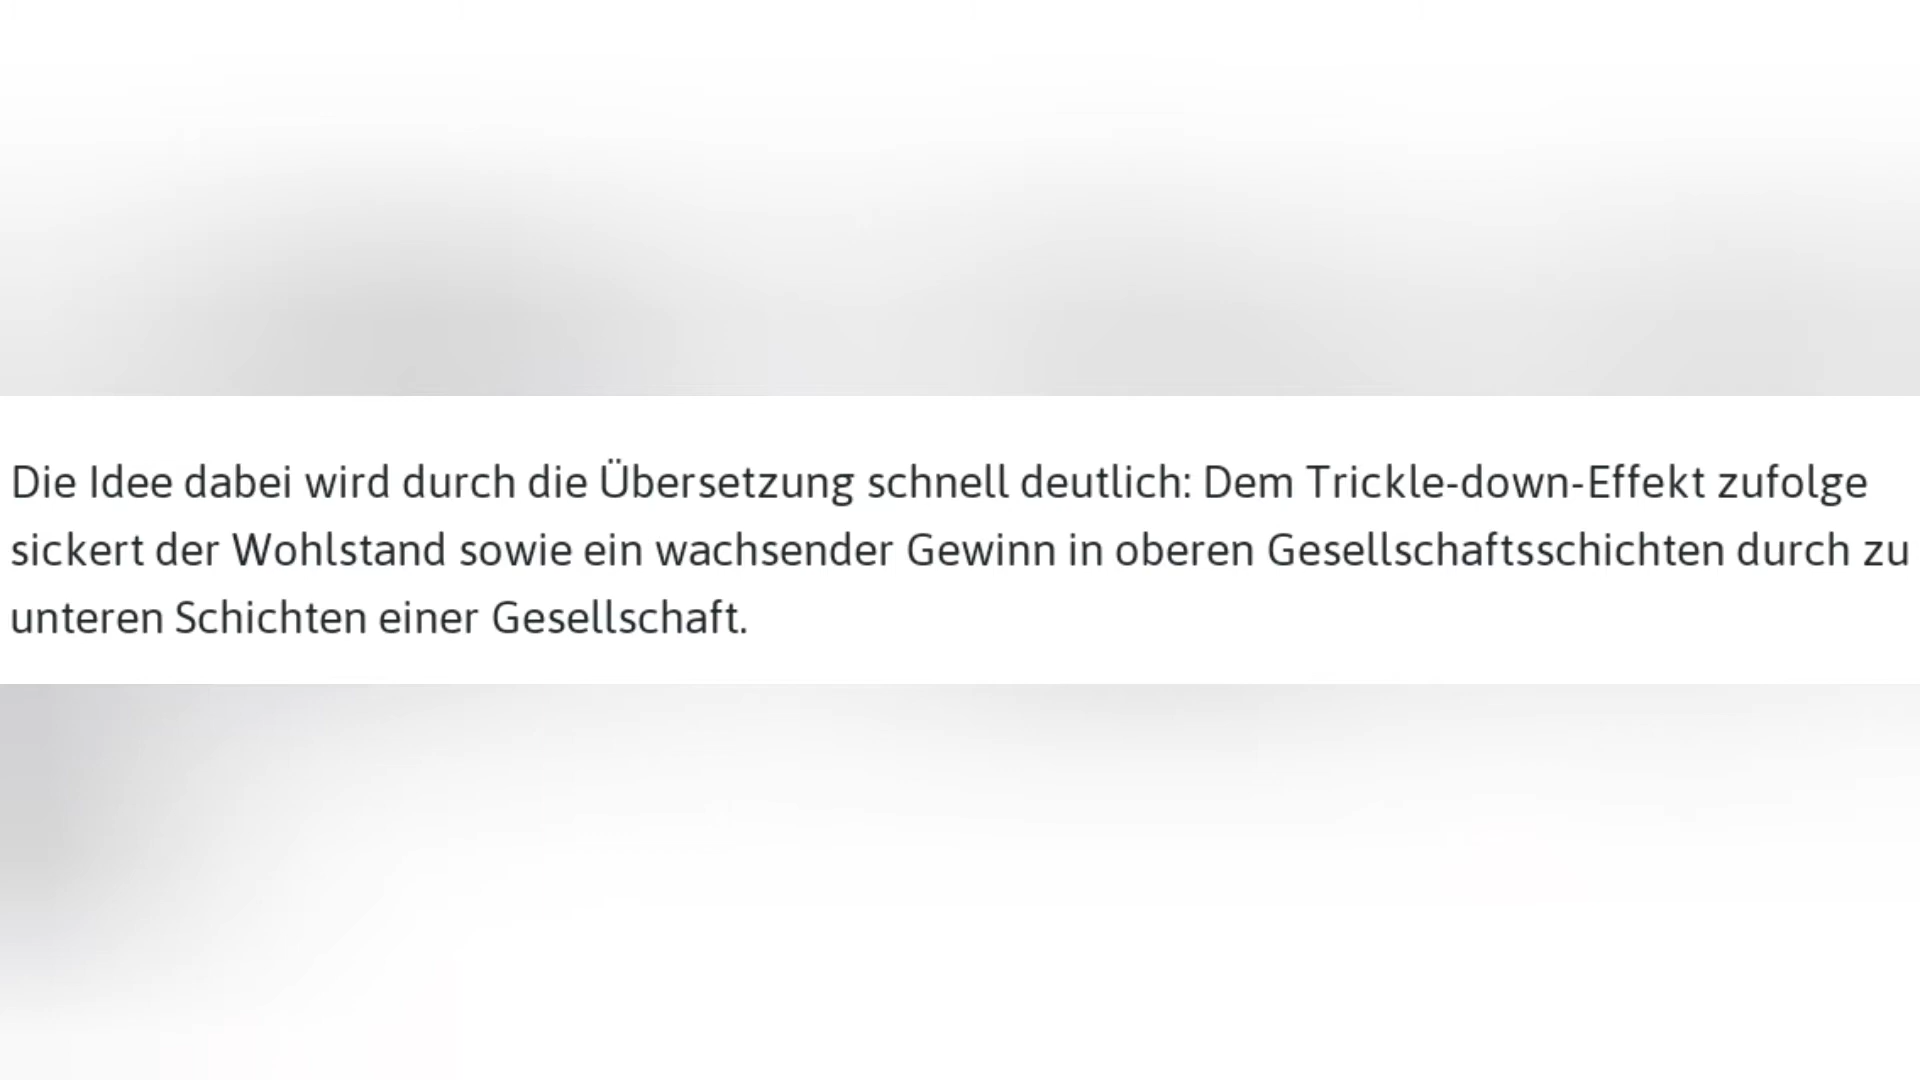 Die Idee dabei wird durch die Übersetzung schnell deutlich: Dem Trickle-down-Effekt zufolge
sickert der Wohlstand sowie ein wachsender Gewinn in oberen Gesellschaftsschichten durch zu
unteren Schichten einer Gesellschaft.